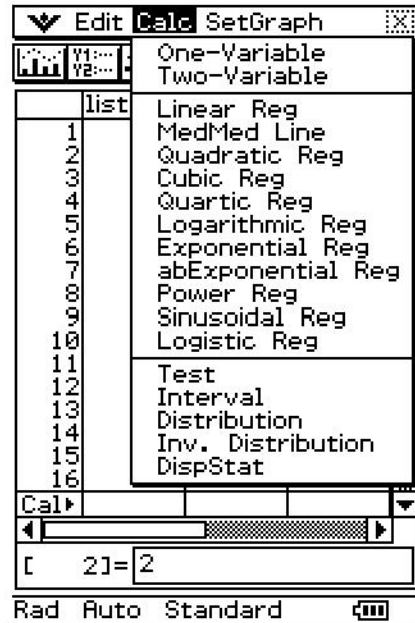 Edit Calc SetGraph
Y1:...
Y2:...
One-Variable
Two-Variable
list
Linear Reg
MedMed Line
Quadratic Reg
Cubic Reg
Quartic Reg
Logarithmic Reg
Exponential Reg
abExponential Reg
Power Reg
Sinusoidal Reg
Logistic Reg
Test
Interval
Distribution
Inv. Distribution
DispStat
1
2
3
4
5
6
7
8
9
10
11
12
13
14
15
16
Cal
[ 2]= 2
Rad Auto Standard